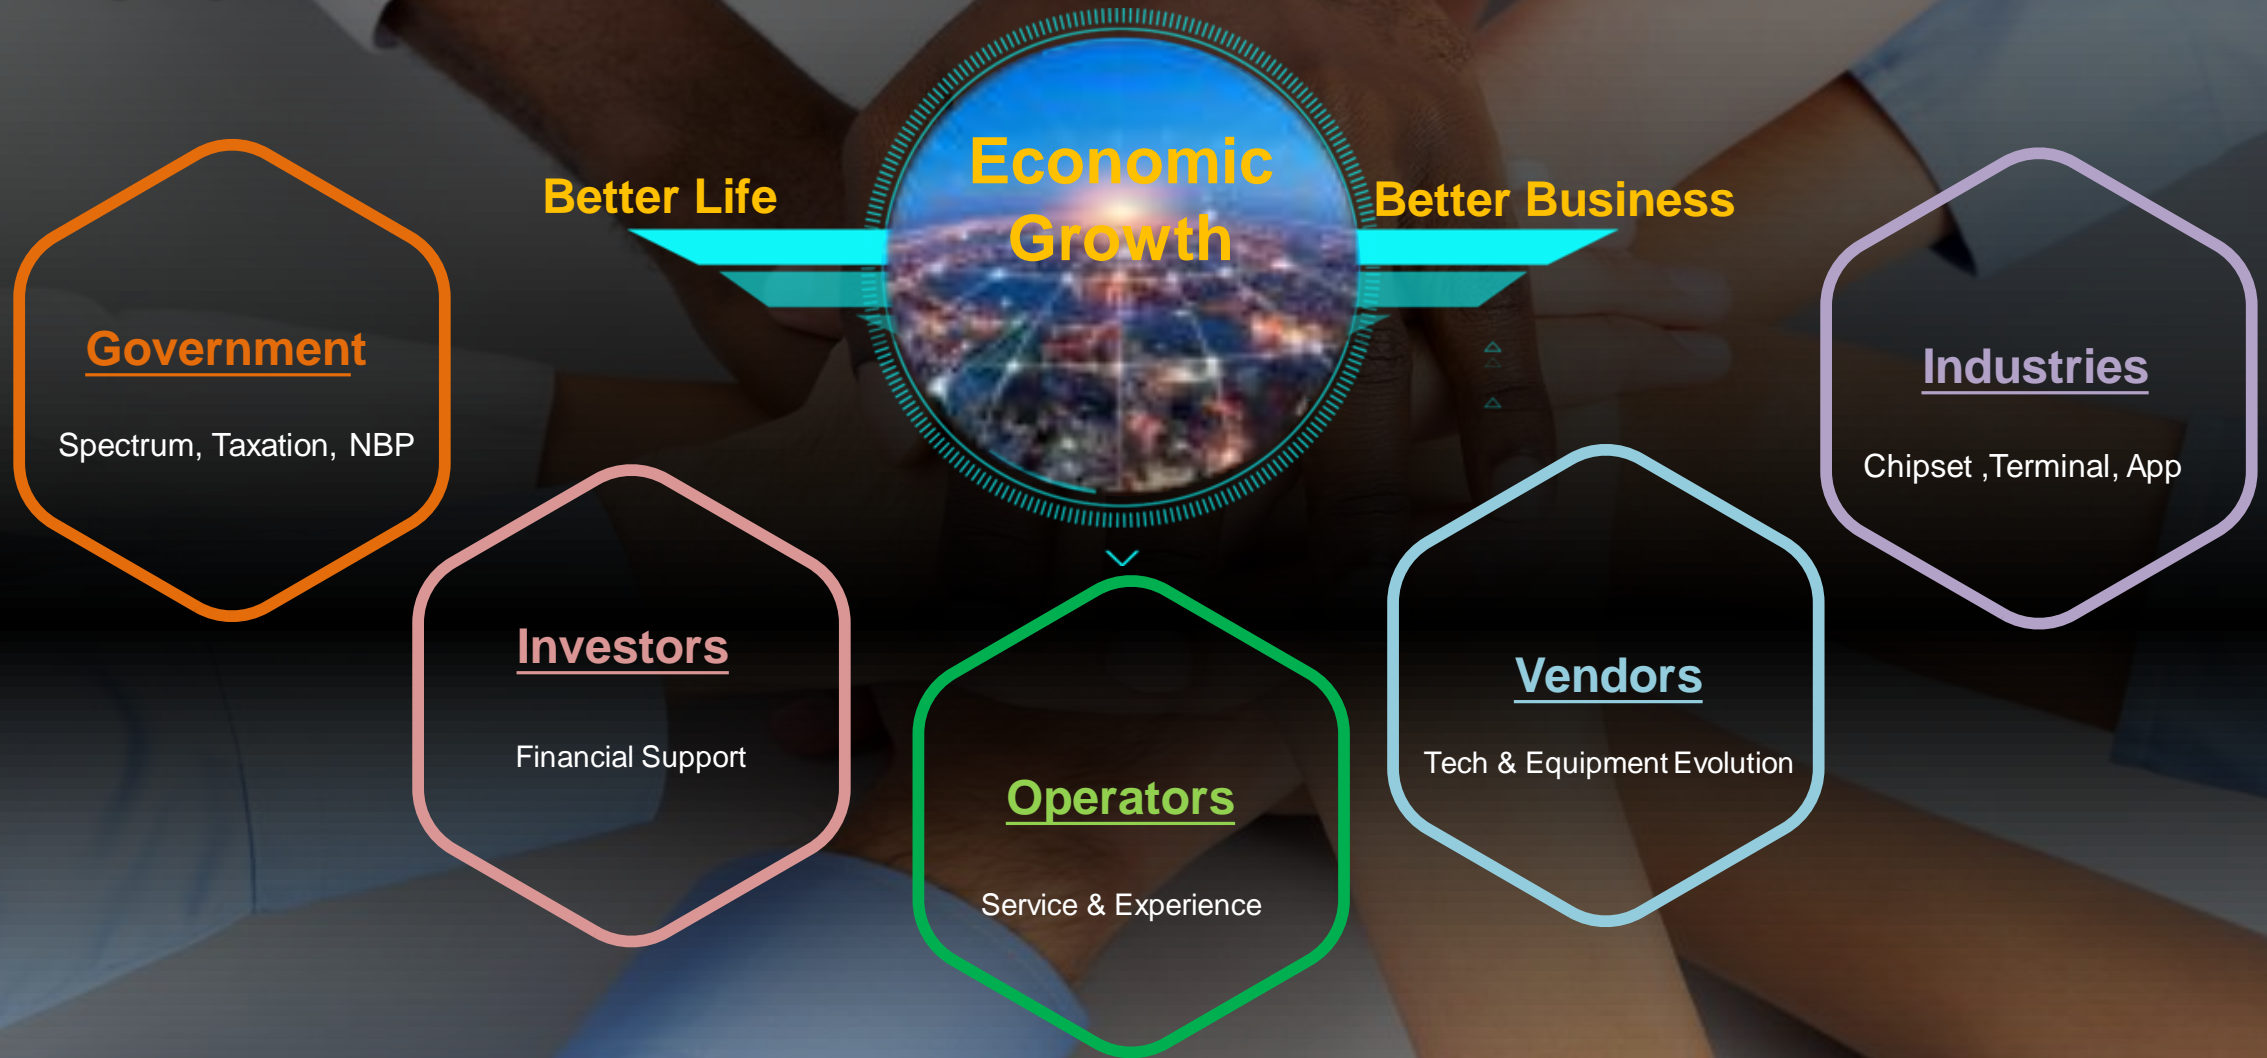 Economic
Growth
Better Life
Better Business
Government
Spectrum, Taxation, NBP
Investors
Financial Support
Operators
Service & Experience
Vendors
Tech & Equipment Evolution
Industries
Chipset ,Terminal, App